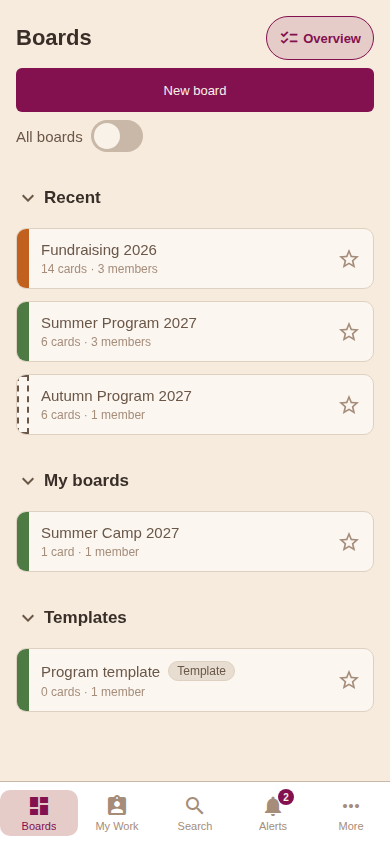 Boards
Overview
New board
All boards
Recent
Fundraising 2026
14 cards · 3 members
Summer Program 2027
6 cards · 3 members
Autumn Program 2027
6 cards · 1 member
My boards
Summer Camp 2027
1 card · 1 member
Templates
Program template Template
0 cards · 1 member
2
Boards My Work Search Alerts More